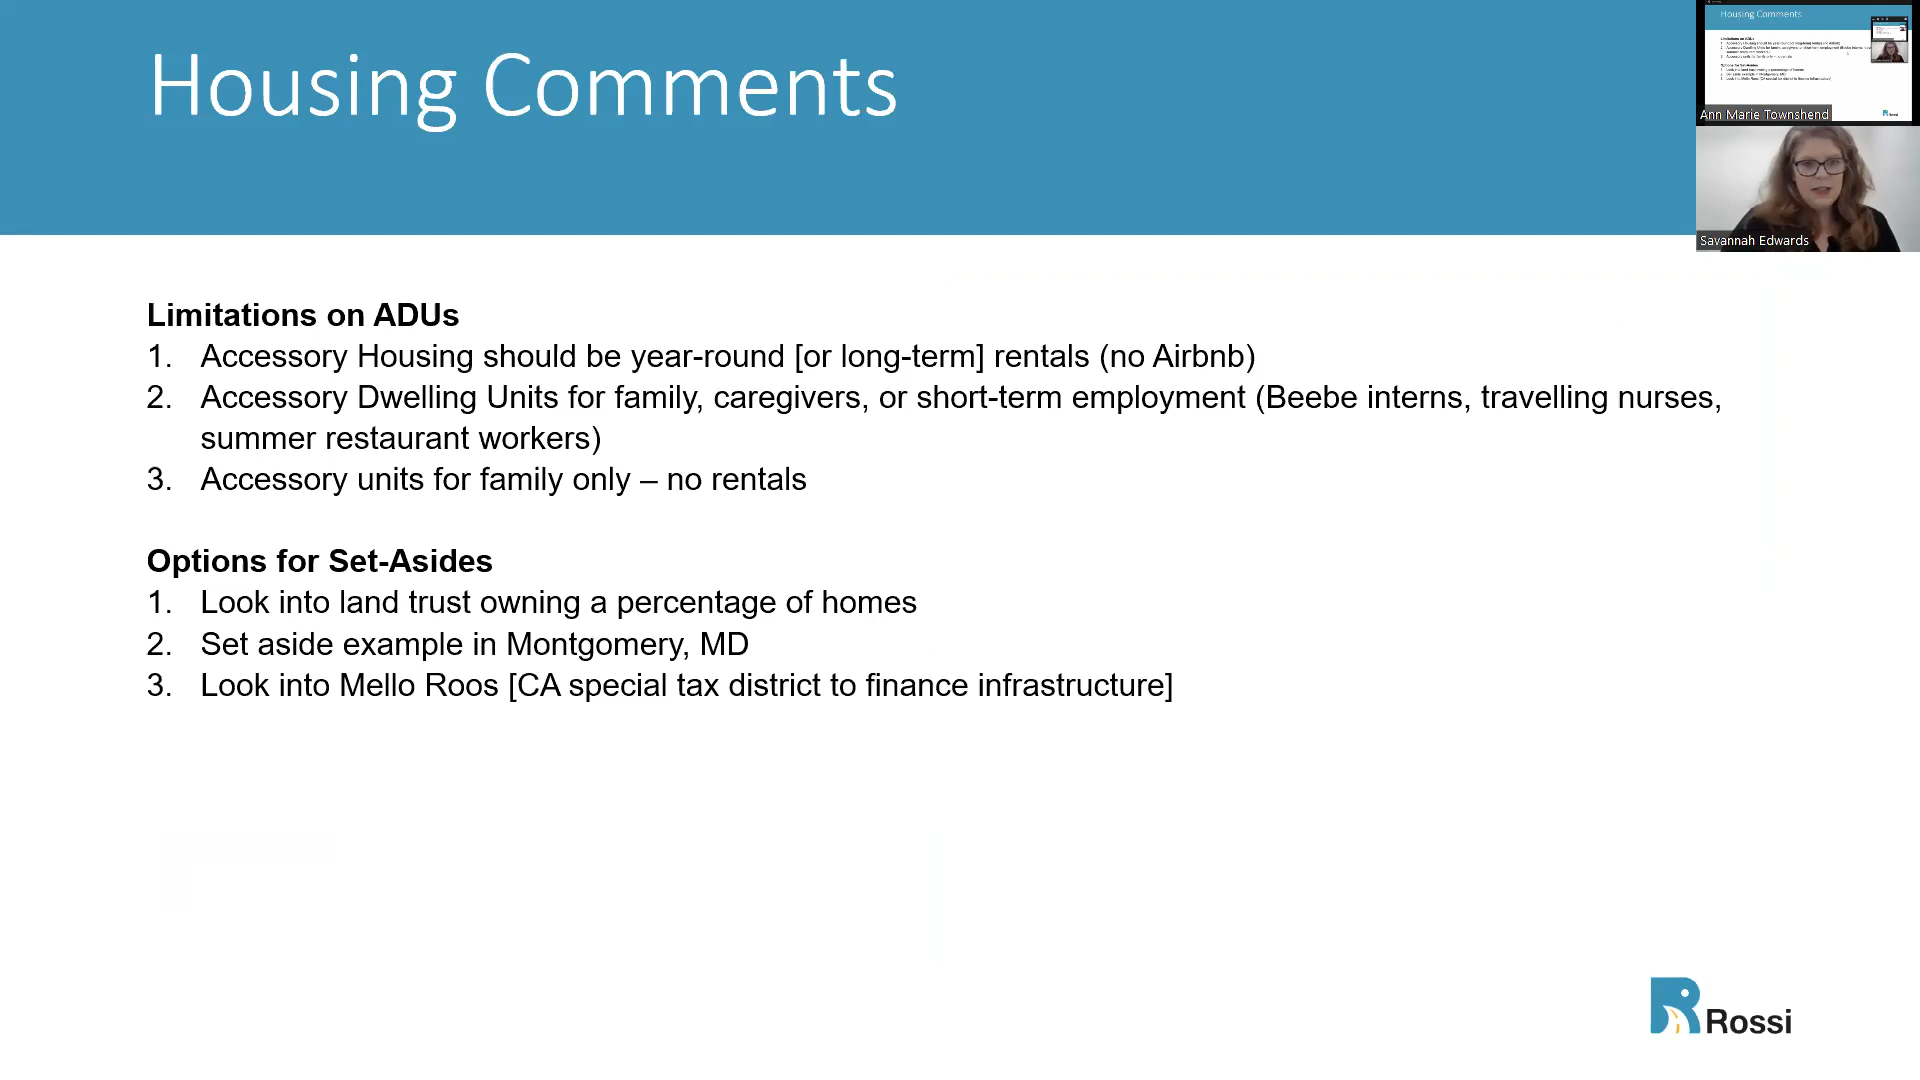 Housing Comments
Limitations on ADUs
1. Accessory Housing should be year-round [or long-term] rentals (no Airbnb)
2. Accessory Dwelling Units for family, caregivers, or short-term employment (Beebe interns, travelling nurses,
summer restaurant workers)
3. Accessory units for family only – no rentals
Options for Set-Asides
1. Look into land trust owning a percentage of homes
2. Set aside example in Montgomery, MD
3. Look into Mello Roos [CA special tax district to finance infrastructure]
Rossi
Housing Comments
Ann Marie Townshend
Savannah Edwards